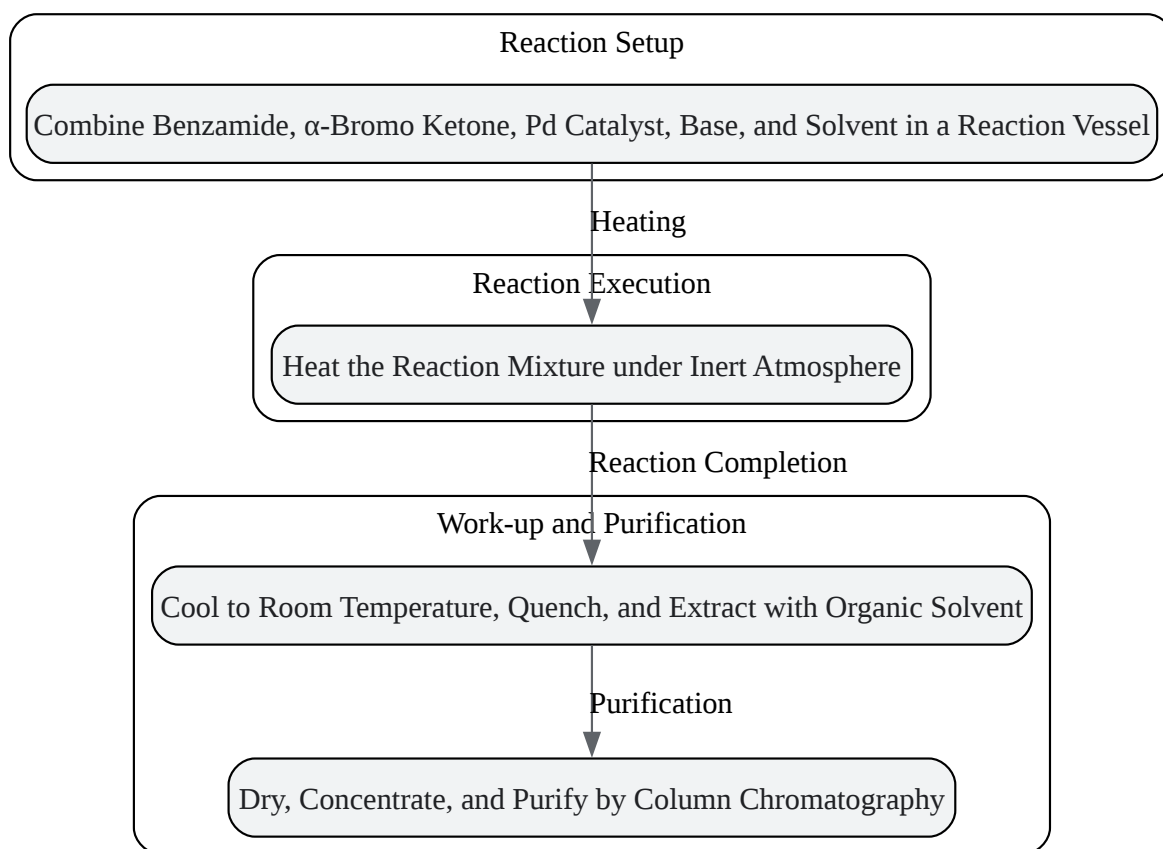 Reaction Setup
Combine Benzamide, α-Bromo Ketone, Pd Catalyst, Base, and Solvent in a Reaction Vessel
Heating
Reaction Execution
Heat the Reaction Mixture under Inert Atmosphere
Reaction Completion
Work-up and Purification
Cool to Room Temperature, Quench, and Extract with Organic Solvent
Purification
Dry, Concentrate, and Purify by Column Chromatography